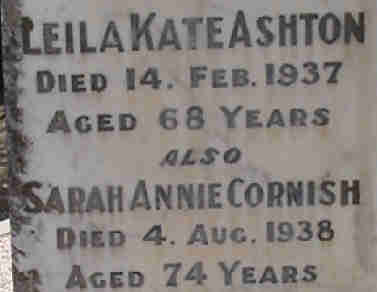 LEILA KATE ASHTON
DIED 14. FEB. 1937
AGED 68 YEARS
ALSO
SARAH ANNIE CORNISH
DIED 4. AUG. 1938
AGED 74 YEARS